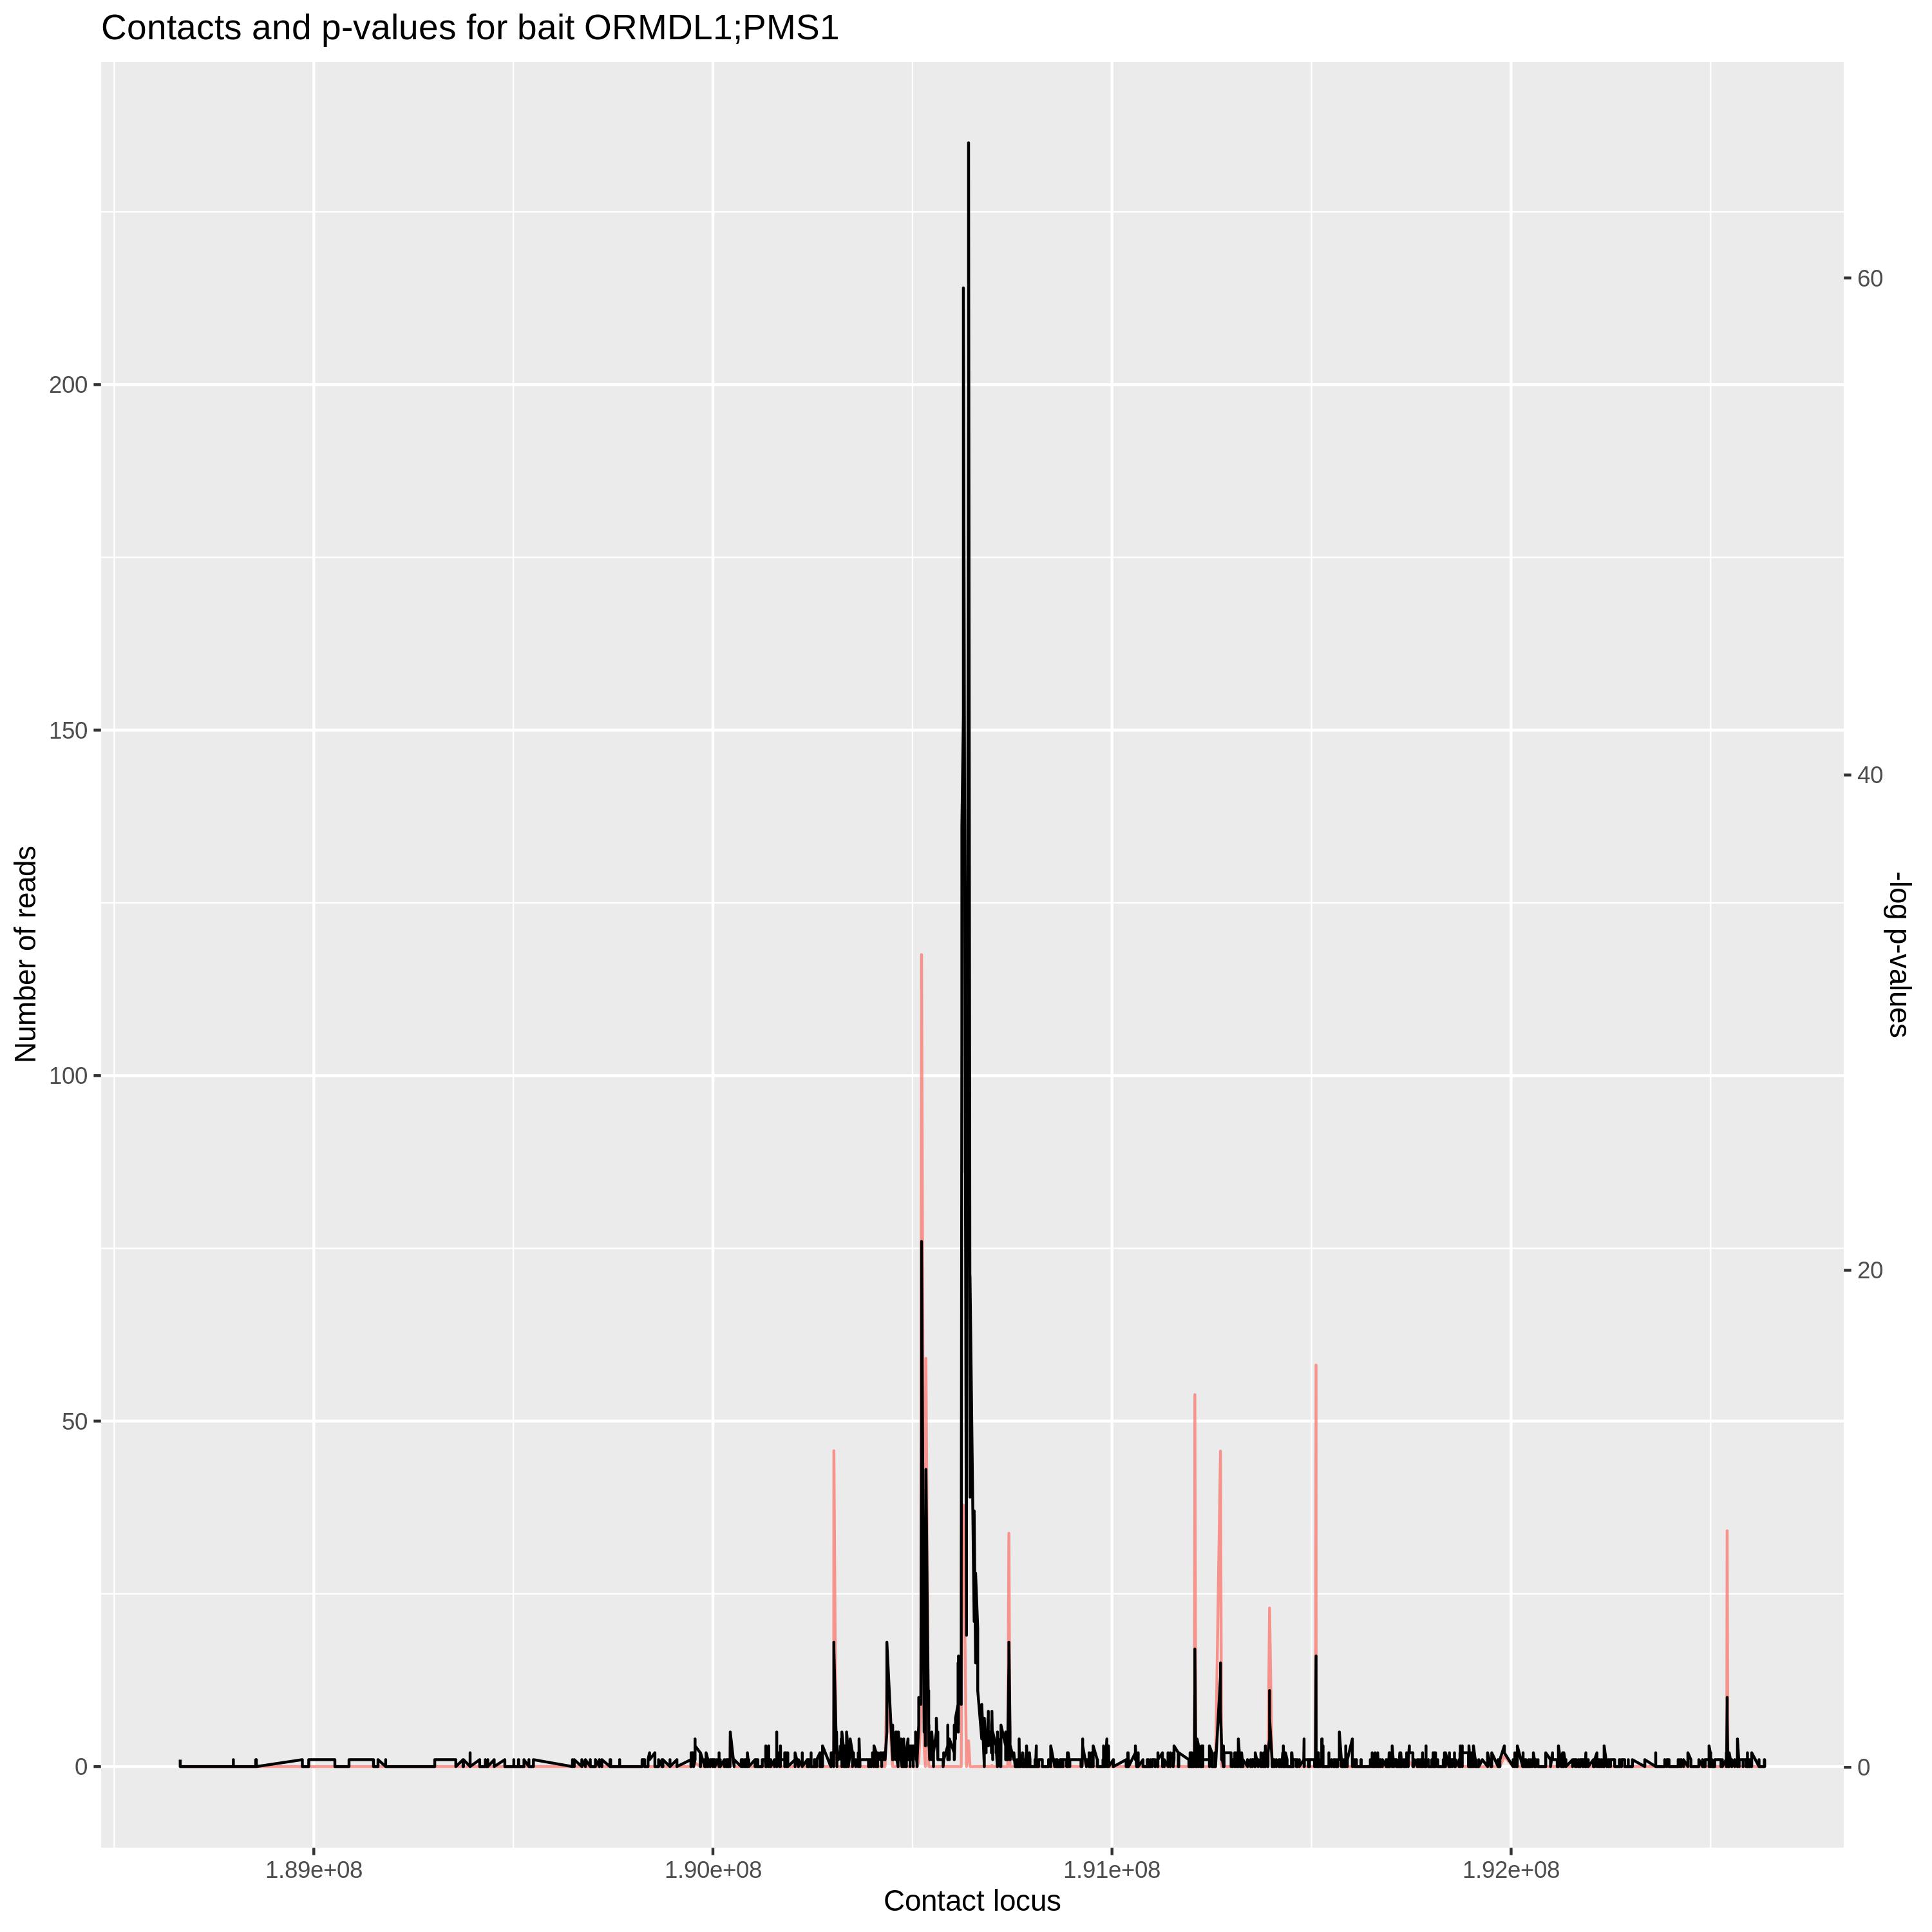 Contacts and p-values for bait ORMDL1;PMS1
Number of reads
200
150
100
50
0
60
40
20
0
-log p-values
1.89e+08
1.90e+08
1.91e+08
1.92e+08
Contact locus